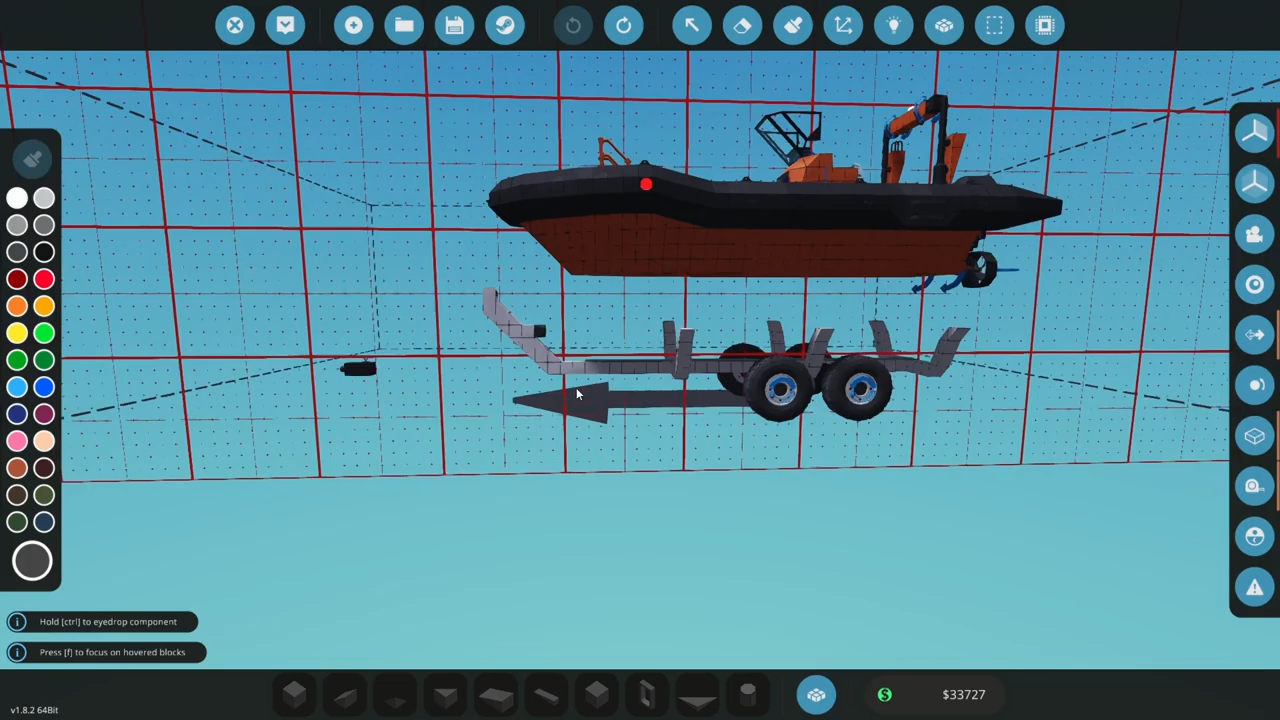 Hold [ctrl] to eyedrop component
Press [f] to focus on hovered blocks
$ $33727
v1.8.2 64Bit